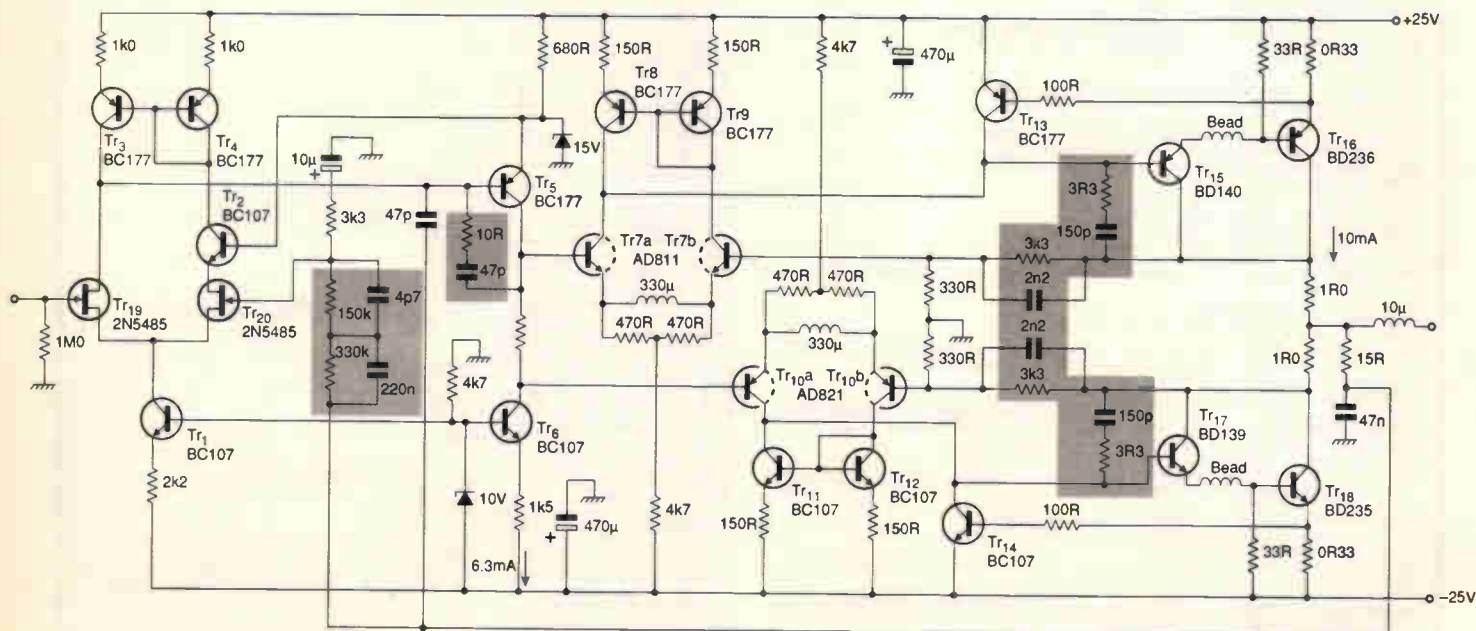 1k0
1k0
680R
150R
150R
4k7
470µ
+
33R
0R33
+25V
Tr8
BC177
Tr9
BC177
100R
Tr13
BC177
Bead
Tr16
BD236
Tr3
BC177
Tr4
BC177
10µ
+
15V
Tr5
BC177
Tr15
BD140
3R3
150p
10mA
Tr2
BC107
3k3
47p
10R
47p
Tr7a
Tr7b
AD811
3k3
2n2
2n2
3k3
470R
470R
330R
330R
1R0
1R0
10µ
15R
Tr19
2N5485
1M0
Tr20
2N5485
150k
4p7
330k
220n
330µ
470R
470R
330µ
Tr10a
Tr10b
AD821
150p
3R3
Tr17
BD139
47n
4k7
Tr1
BC107
Tr6
BC107
2k2
10V
1k5
470µ
+
4k7
Tr11
BC107
Tr12
BC107
150R
150R
Bead
Tr18
BD235
100R
Tr14
BC107
33R
0R33
6.3mA
-25V